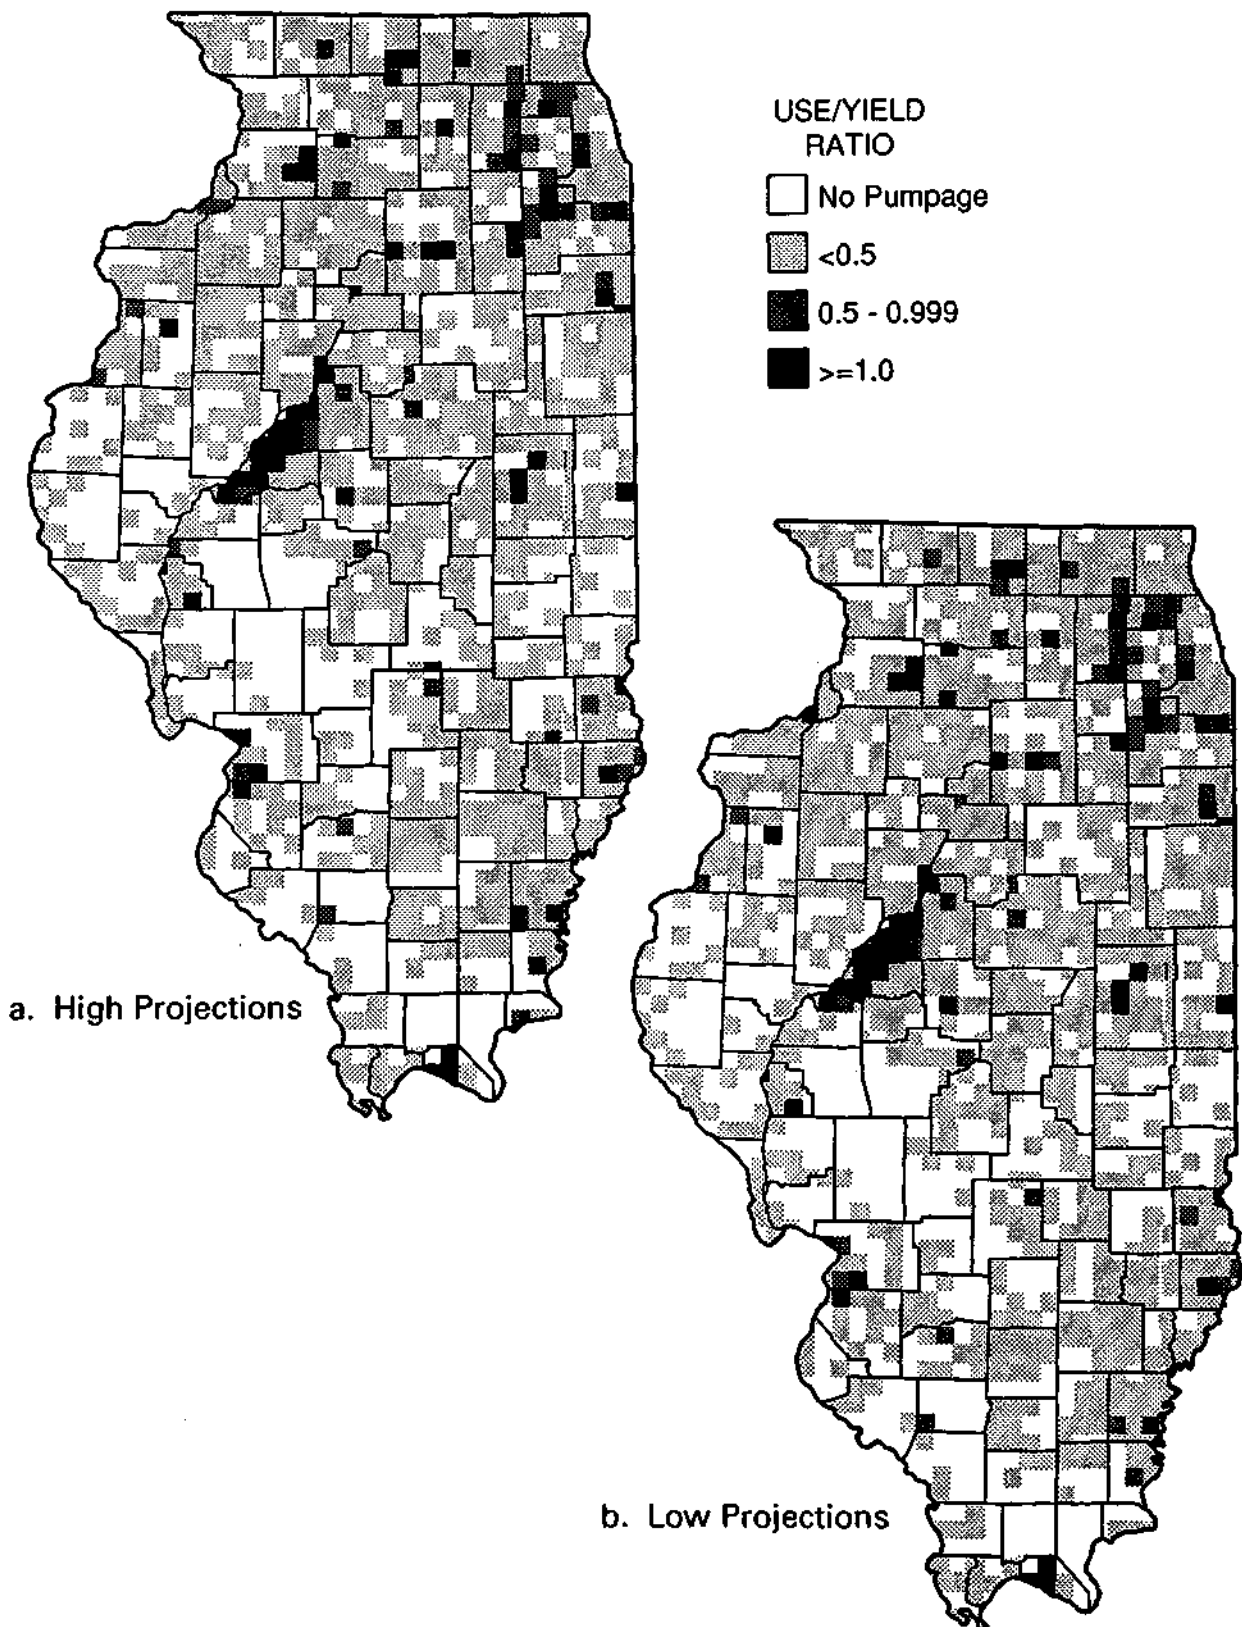 USE/YIELD
RATIO
No Pumpage
<0.5
0.5 - 0.999
>=1.0
a. High Projections
b. Low Projections